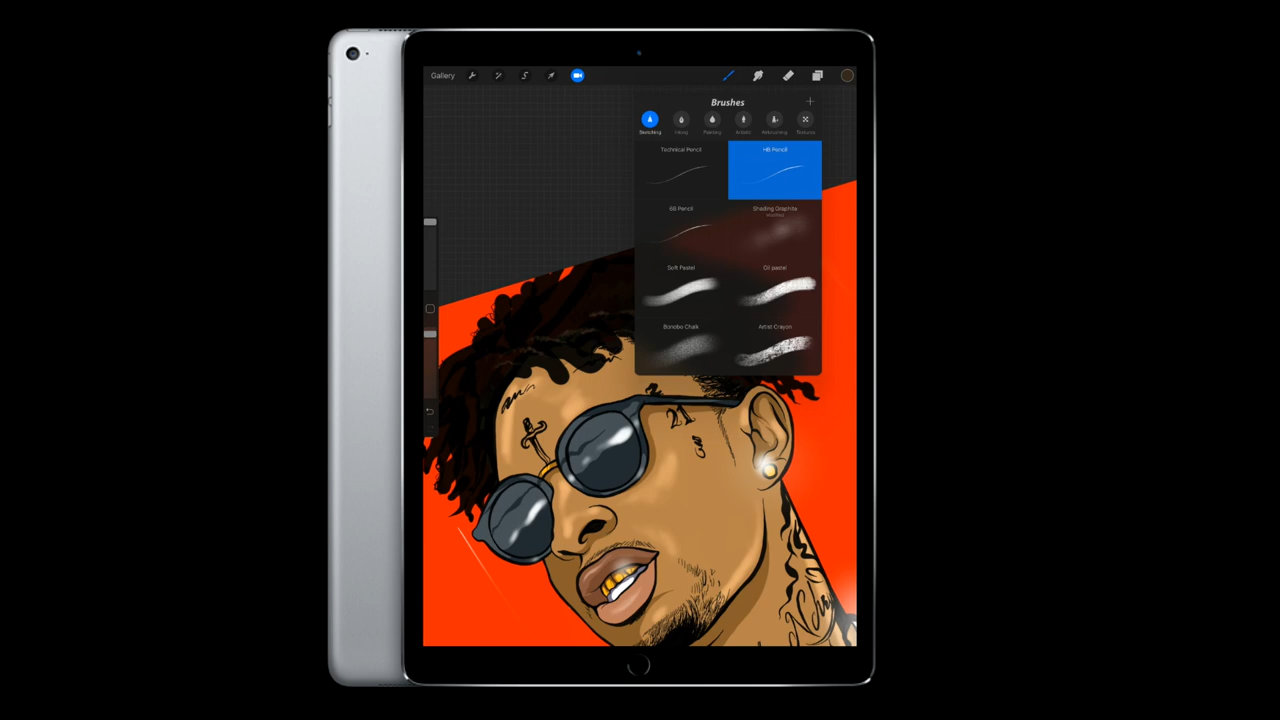 Gallery
Brushes
Sketching Inking Painting Artistic Airbrushing Textures
Technical Pencil HB Pencil
6B Pencil Shading Graphite
Modified
Soft Pastel Oil pastel
Bonobo Chalk Artist Crayon
21